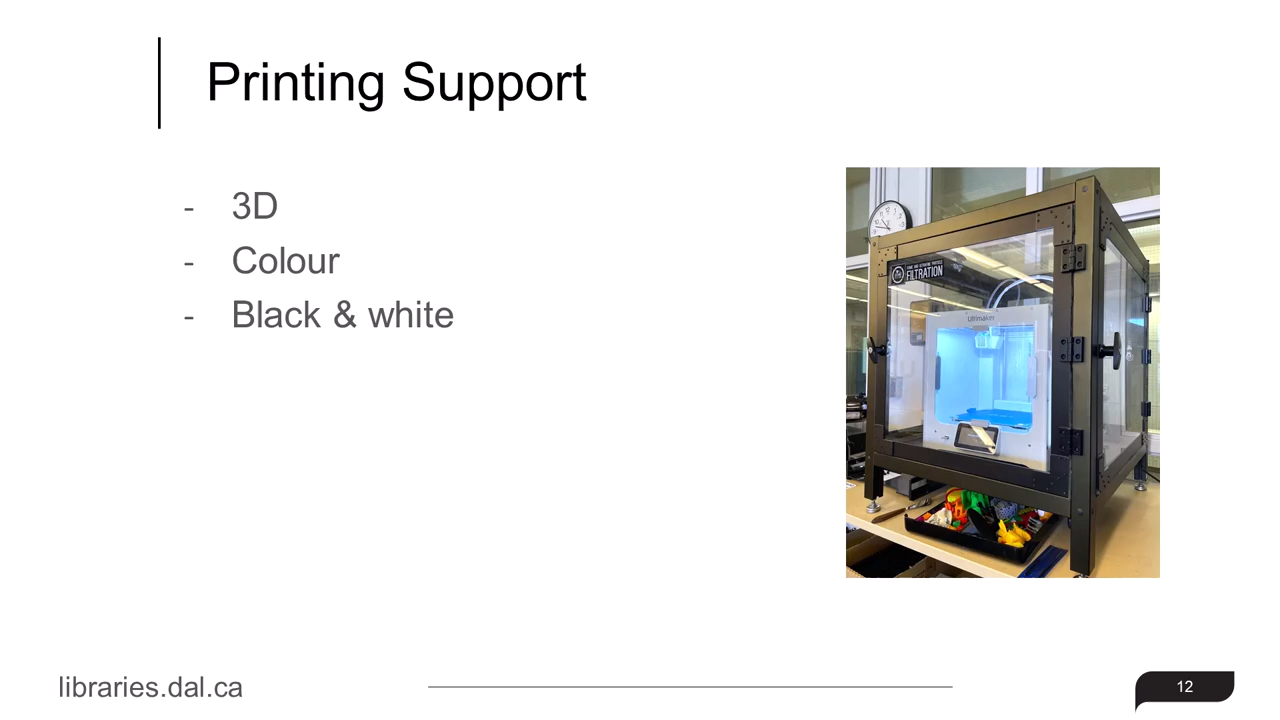 Printing Support
- 3D
- Colour
- Black & white
FILTRATION
Ultimaker
libraries.dal.ca
12